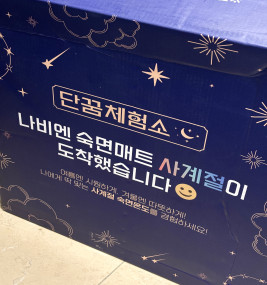 단꿈체험소
나비엔 숙면매트 사계절이
도착했습니다
여름엔 시원하게, 겨울엔 따뜻하게!
나에게 딱 맞는 사계절 숙면온도를 경험하세요!